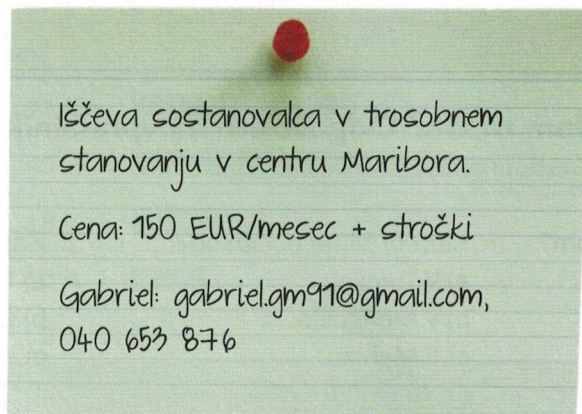 Iščeva sostanovalca v trosobnem
stanovanju v centru Maribora.
Cena: 150 EUR/mesec + stroški
Gabriel: gabriel.gm91@gmail.com,
040 653 876